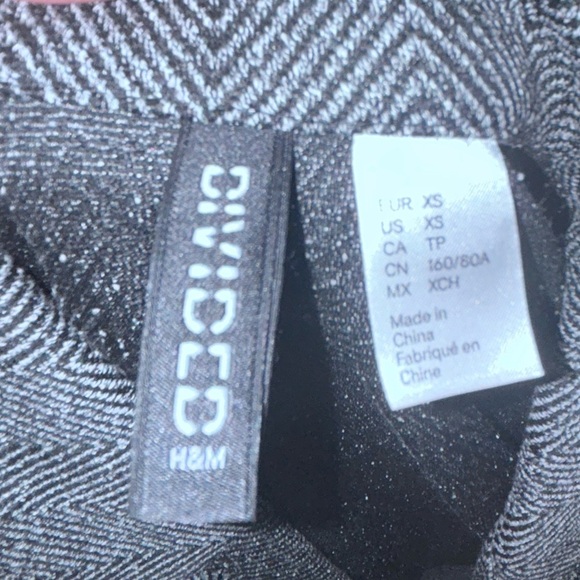 DIVIDED
H&M
EUR XS
US XS
CA TP
CN 160/80A
MX XCH
Made in
China
Fabriqué en
Chine